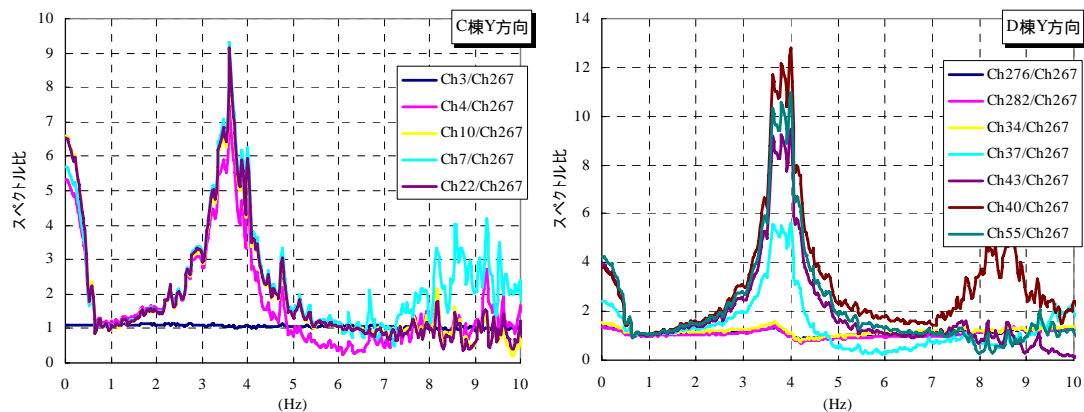 C棟Y方向
スペクトル比
10
9
8
7
6
5
4
3
2
1
0
0 1 2 3 4 5 6 7 8 9 10
(Hz)
Ch3/Ch267
Ch4/Ch267
Ch10/Ch267
Ch7/Ch267
Ch22/Ch267
D棟Y方向
スペクトル比
14
12
10
8
6
4
2
0
0 1 2 3 4 5 6 7 8 9 10
(Hz)
Ch276/Ch267
Ch282/Ch267
Ch34/Ch267
Ch37/Ch267
Ch43/Ch267
Ch40/Ch267
Ch55/Ch267